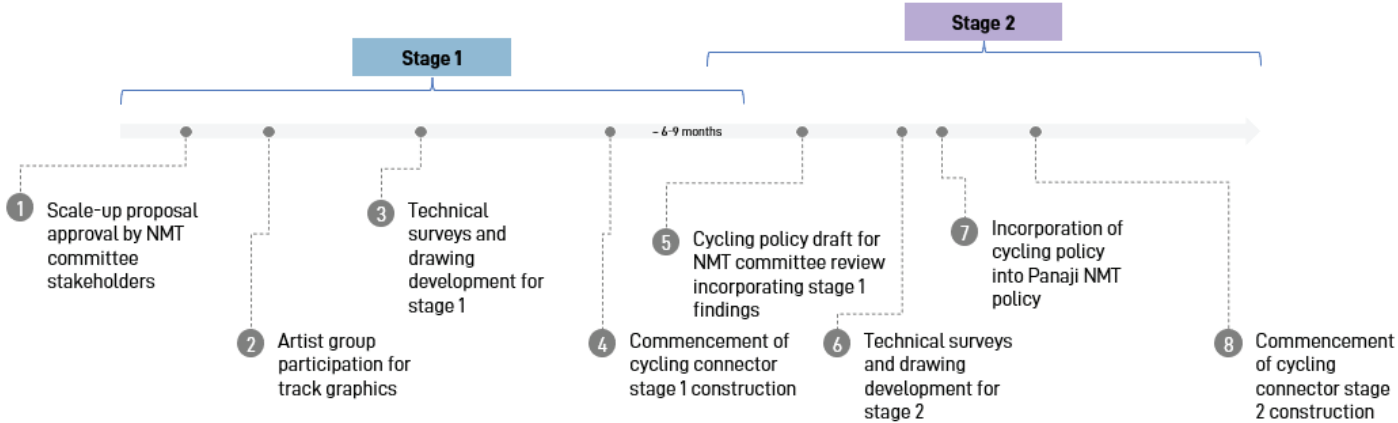 Stage 1
Stage 2
~ 6-9 months
1
Scale-up proposal
approval by NMT
committee
stakeholders
2
Artist group
participation for
track graphics
3
Technical
surveys and
drawing
development for
stage 1
4
Commencement of
cycling connector
stage 1 construction
5
Cycling policy draft for
NMT committee review
incorporating stage 1
findings
6
Technical surveys
and drawing
development for
stage 2
7
Incorporation of
cycling policy
into Panaji NMT
policy
8
Commencement
of cycling
connector stage
2 construction